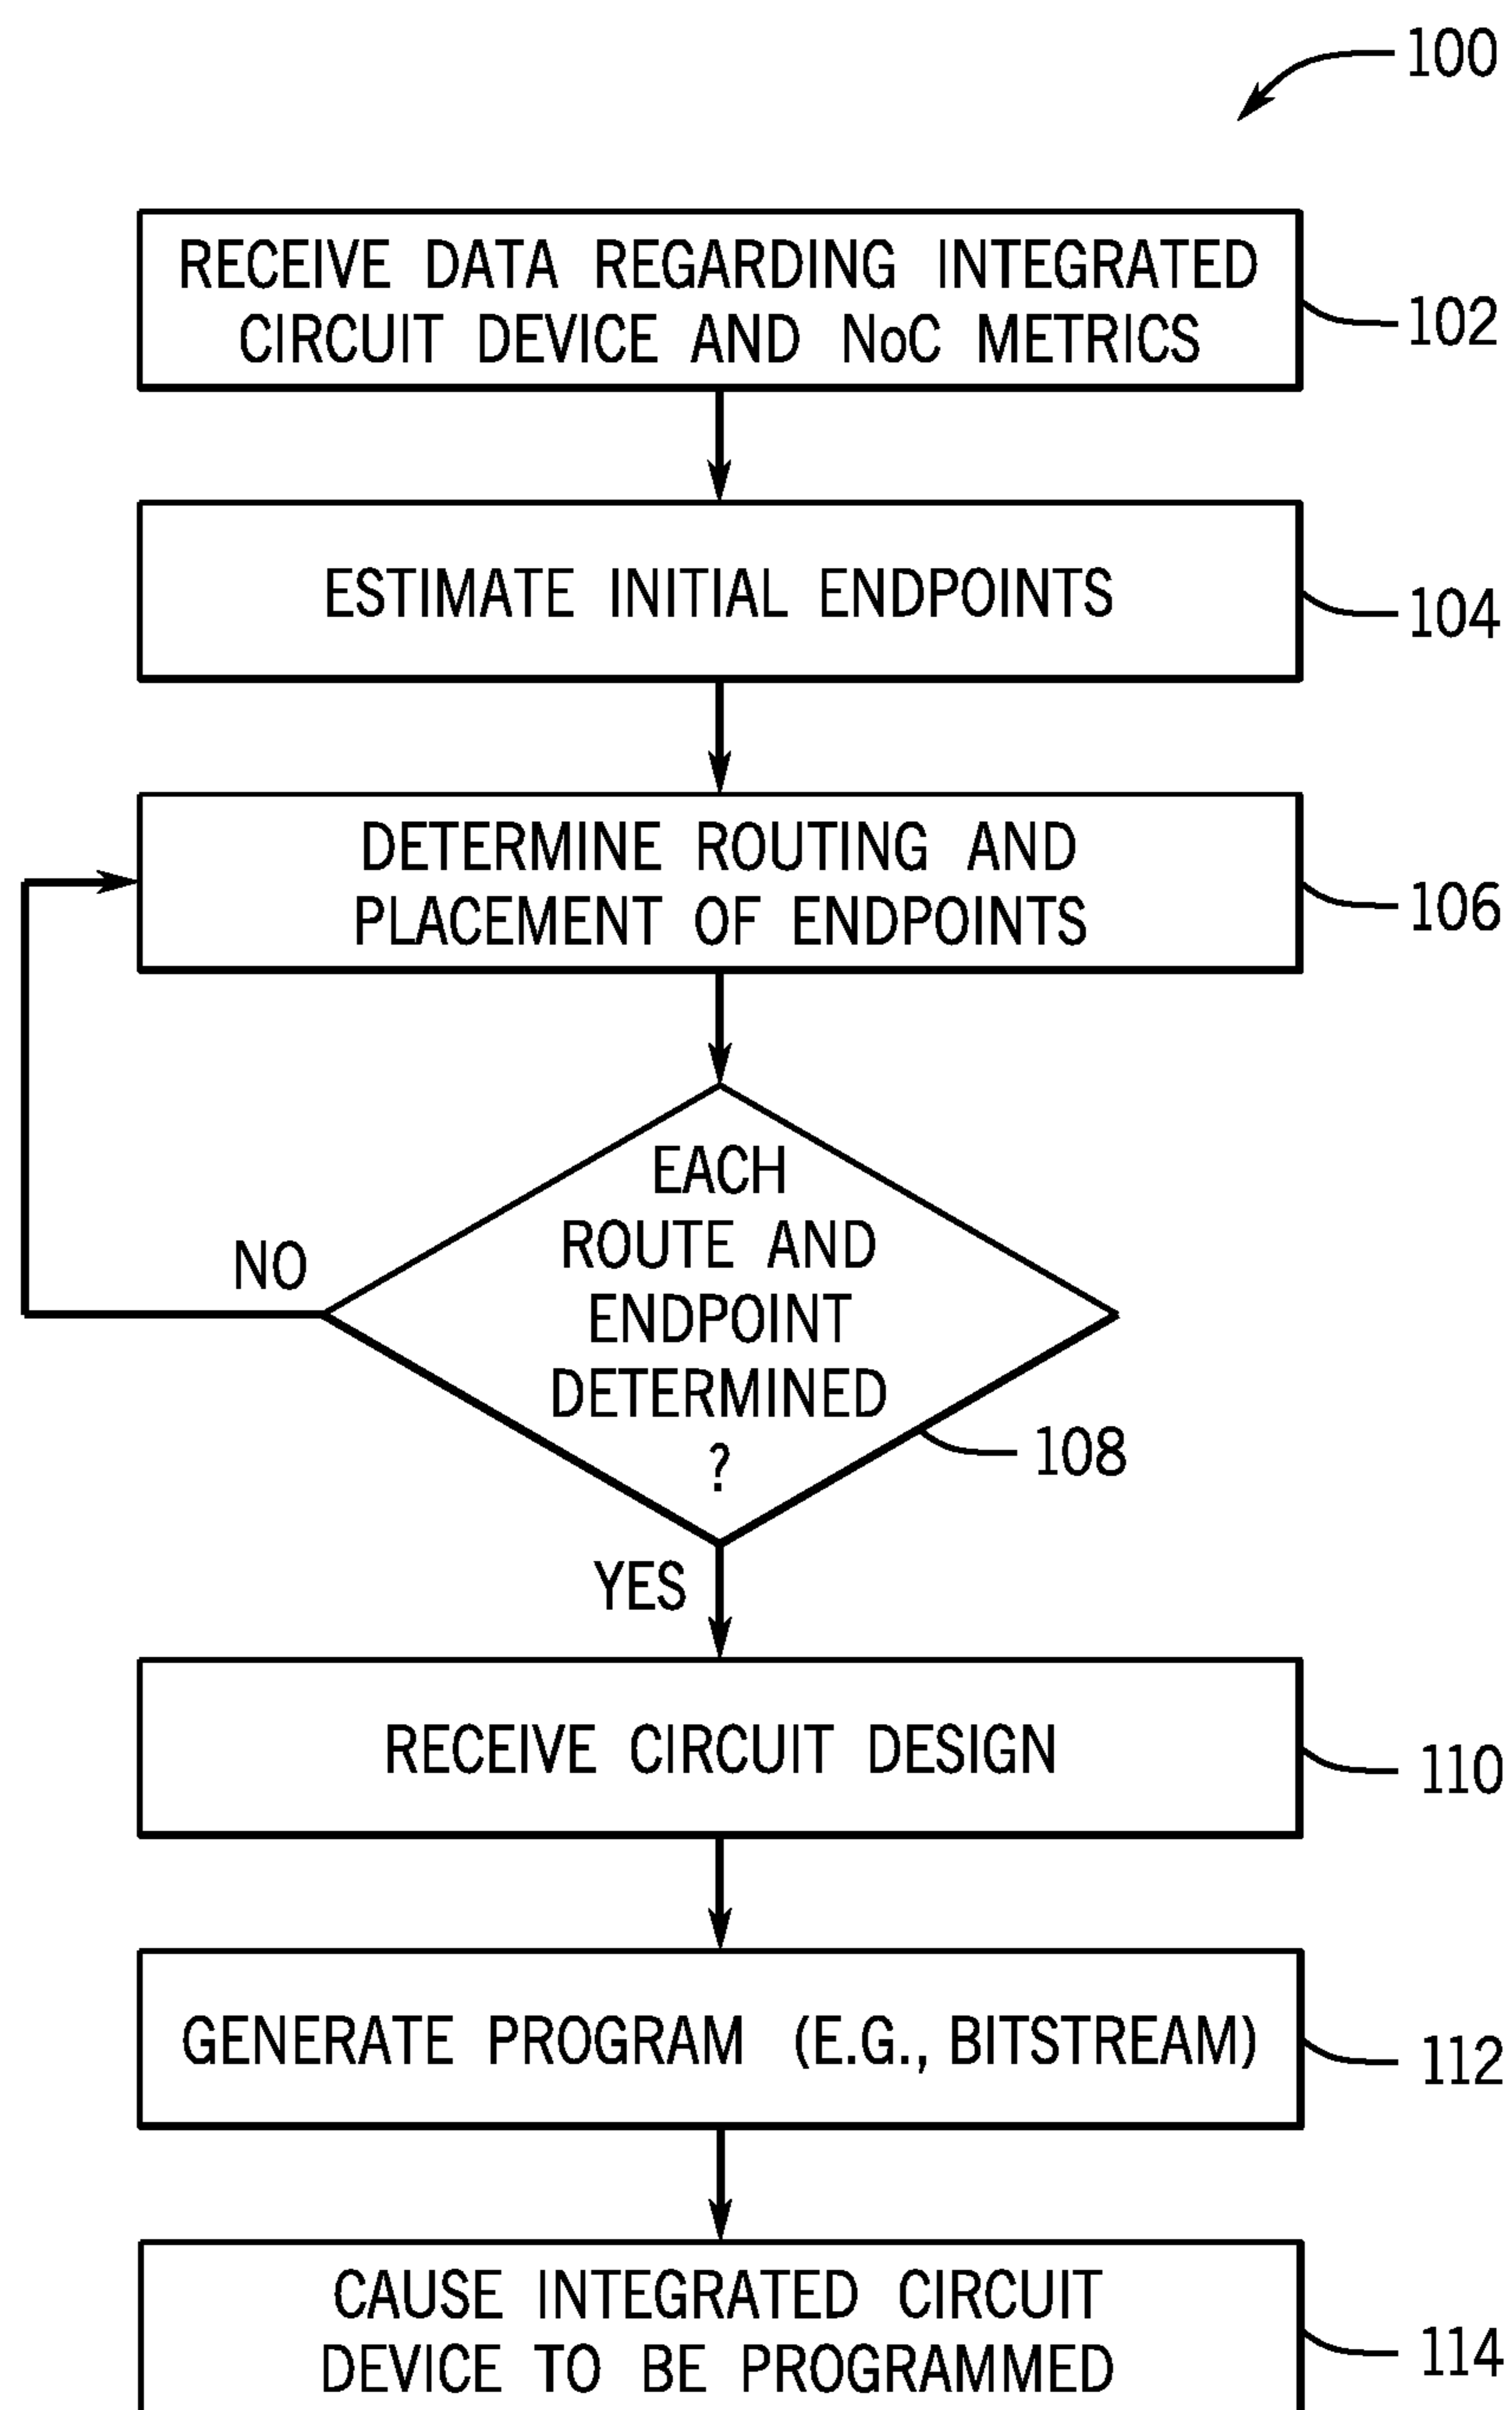 100
RECEIVE DATA REGARDING INTEGRATED
CIRCUIT DEVICE AND NoC METRICS
102
ESTIMATE INITIAL ENDPOINTS
104
DETERMINE ROUTING AND
PLACEMENT OF ENDPOINTS
106
EACH
ROUTE AND
ENDPOINT
DETERMINED
?
NO
108
YES
RECEIVE CIRCUIT DESIGN
110
GENERATE PROGRAM (E.G., BITSTREAM)
112
CAUSE INTEGRATED CIRCUIT
DEVICE TO BE PROGRAMMED
114